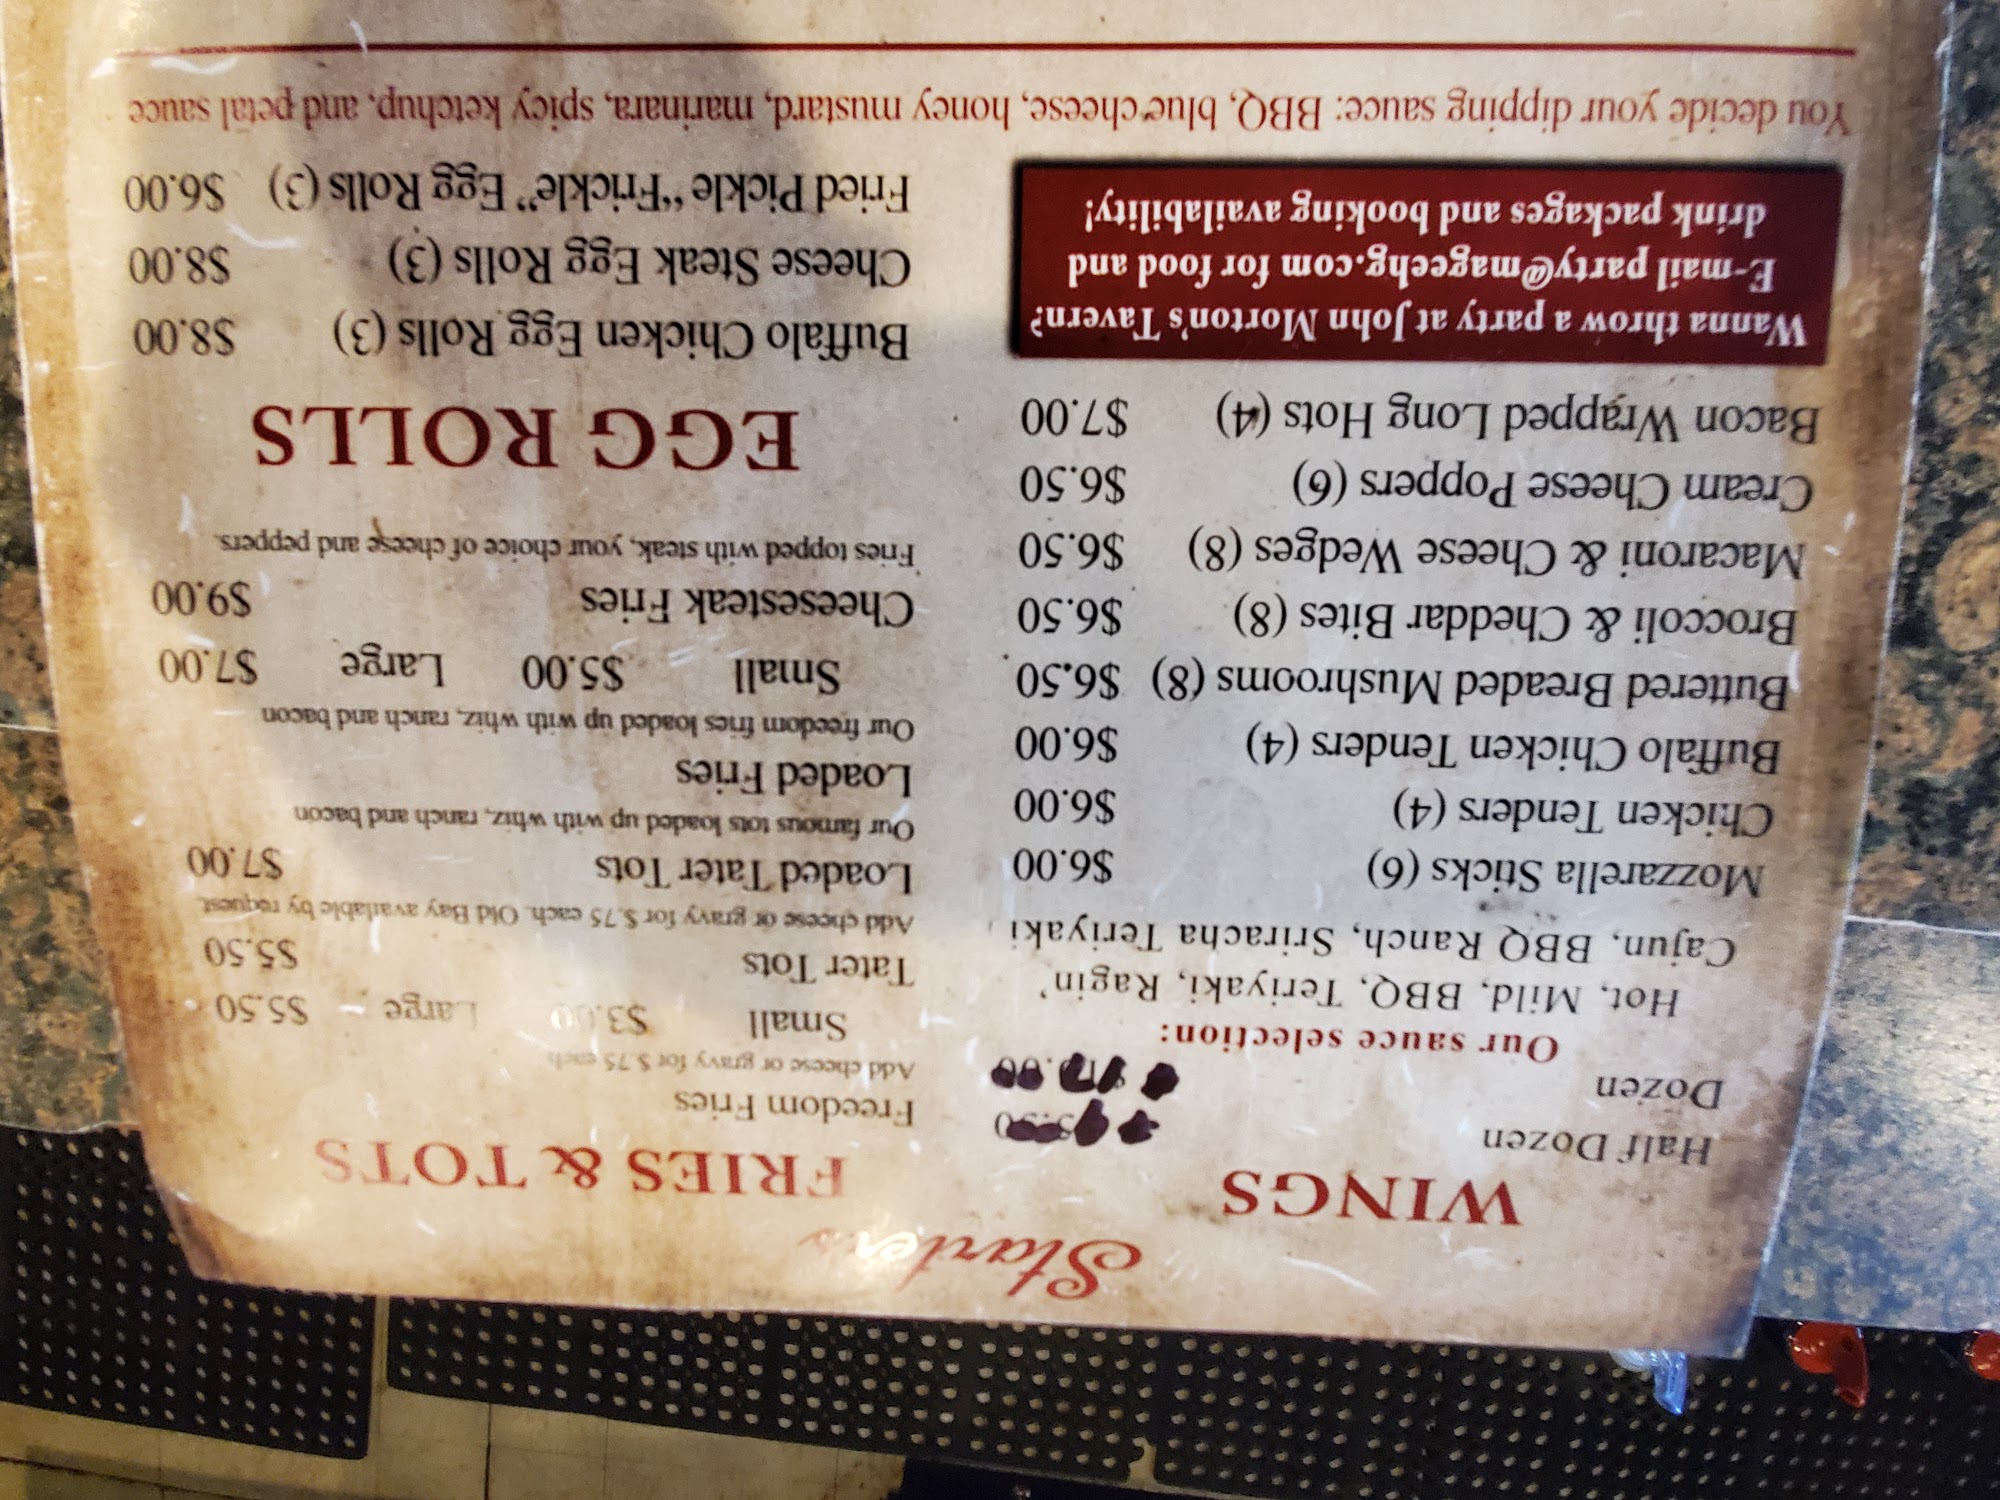 Starters
WINGS
Half Dozen
Dozen
Our sauce selection:
Hot, Mild, BBQ, Teriyaki, Ragin'
Cajun, BBQ Ranch, Sriracha Teriyaki
Mozzarella Sticks (6) $6.00
Chicken Tenders (4) $6.00
Buffalo Chicken Tenders (4) $6.00
Buttered Breaded Mushrooms (8) $6.50
Broccoli & Cheddar Bites (8) $6.50
Macaroni & Cheese Wedges (8) $6.50
Cream Cheese Poppers (6) $6.50
Bacon Wrapped Long Hots (4) $7.00
Wanna throw a party at John Morton's Tavern?
E-mail party@mageehg.com for food and
drink packages and booking availability!
FRIES & TOTS
Freedom Fries
Add cheese or gravy for $.75 each
Small $3.00 Large $5.50
Tater Tots $5.50
Add cheese or gravy for $.75 each. Old Bay available by request.
Loaded Tater Tots $7.00
Our famous tots loaded up with whiz, ranch and bacon
Loaded Fries
Our freedom fries loaded up with whiz, ranch and bacon
Small $5.00 Large $7.00
Cheesesteak Fries $9.00
Fries topped with steak, your choice of cheese and peppers.
EGG ROLLS
Buffalo Chicken Egg Rolls (3) $8.00
Cheese Steak Egg Rolls (3) $8.00
Fried Pickle "Frickle" Egg Rolls (3) $6.00
You decide your dipping sauce: BBQ, blue cheese, honey mustard, marinara, spicy ketchup, and petal sauce